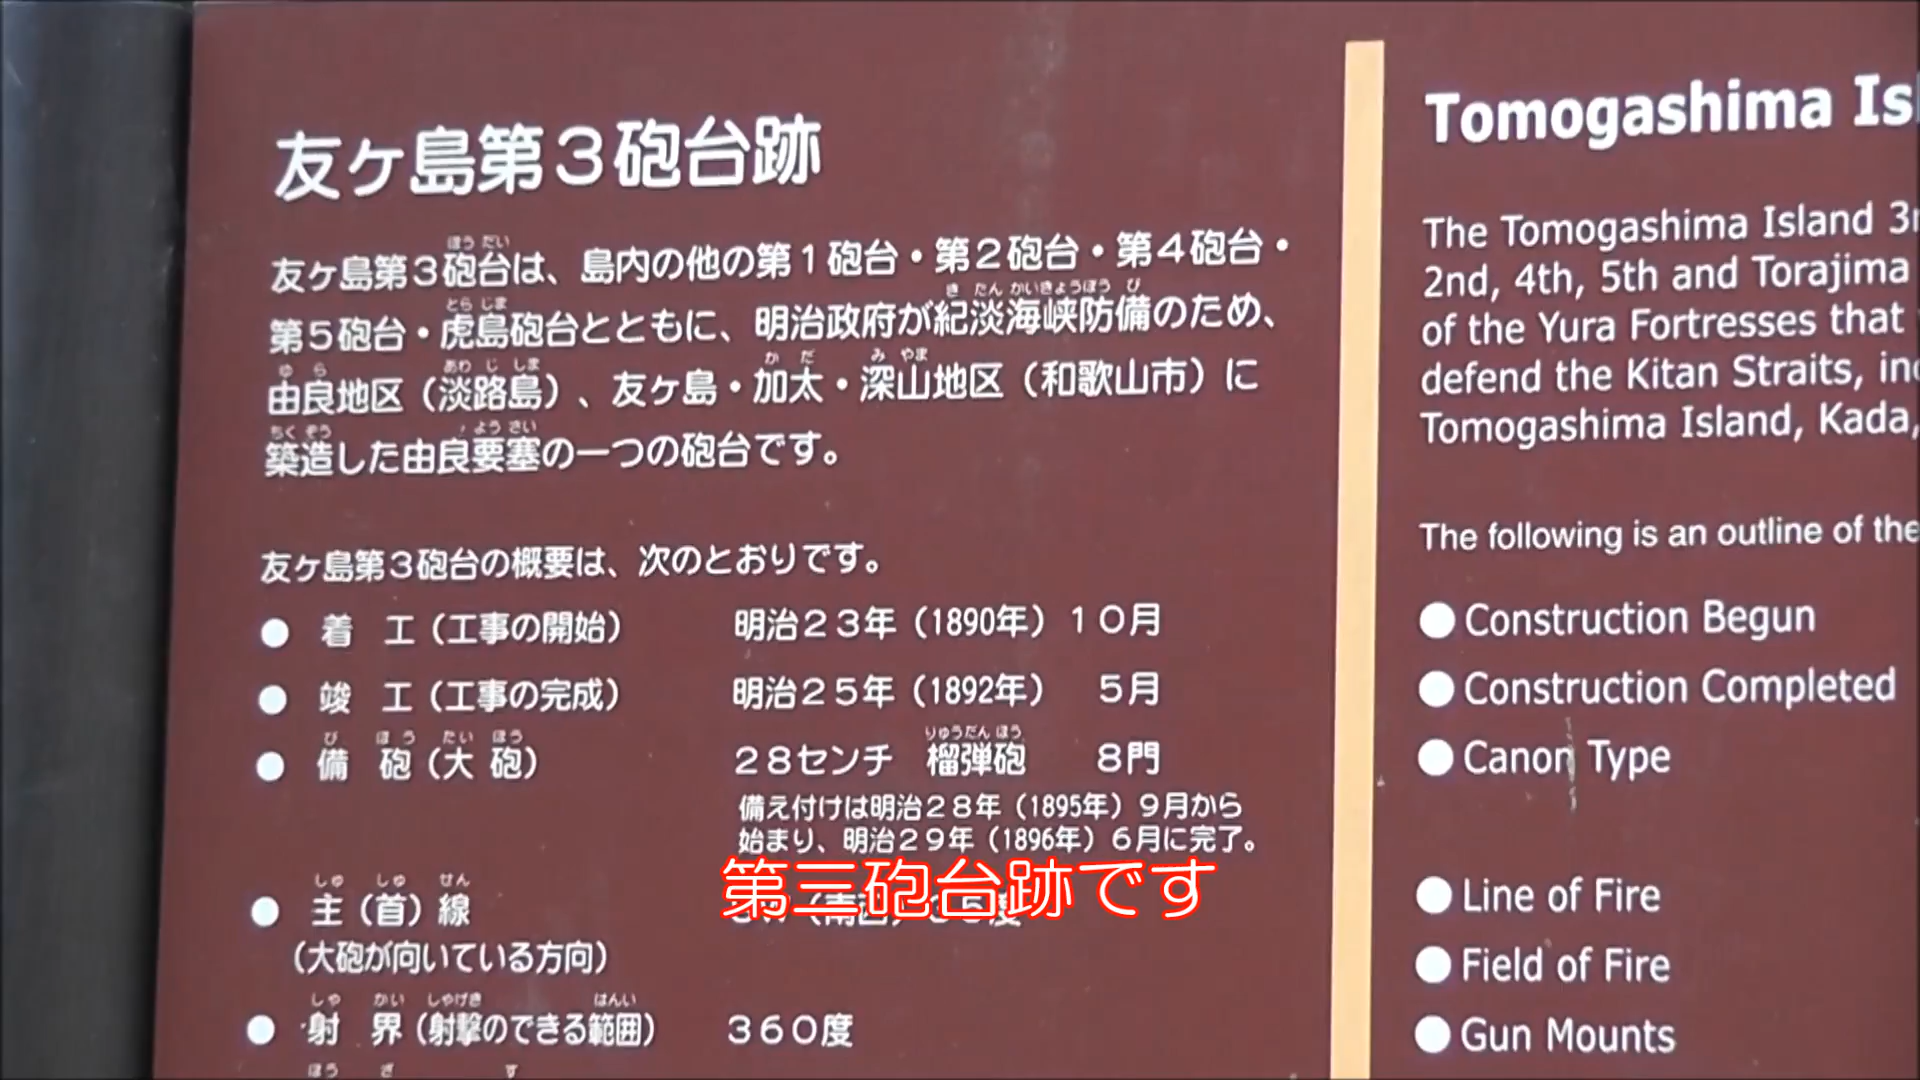 友ヶ島第３砲台跡
友ヶ島第３砲台は、島内の他の第１砲台・第２砲台・第４砲台・
第５砲台・虎島砲台とともに、明治政府が紀淡海峡防備のため、
由良地区（淡路島）、友ヶ島・加太・深山地区（和歌山市）に
築造した由良要塞の一つの砲台です。
友ヶ島第３砲台の概要は、次のとおりです。
● 着 工（工事の開始） 明治２３年（1890年）１０月
● 竣 工（工事の完成） 明治２５年（1892年） ５月
● 備 砲（大 砲） ２８センチ 榴弾砲 ８門
備え付けは明治２８年（1895年）９月から
始まり、明治２９年（1896年）６月に完了。
● 主（首）線
（大砲が向いている方向）
● 射 界（射撃のできる範囲） ３６０度
第三砲台跡です
Tomogashima
The Tomogashima Island
2nd, 4th, 5th and Torajima
of the Yura Fortresses that
defend the Kitan Straits,
Tomogashima Island, Kada,
The following is an outline of the
● Construction Begun
● Construction Completed
● Canon Type
● Line of Fire
● Field of Fire
● Gun Mounts